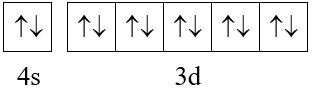 ↑↓ ↑↓ ↑↓ ↑↓ ↑↓ ↑↓
4s 3d